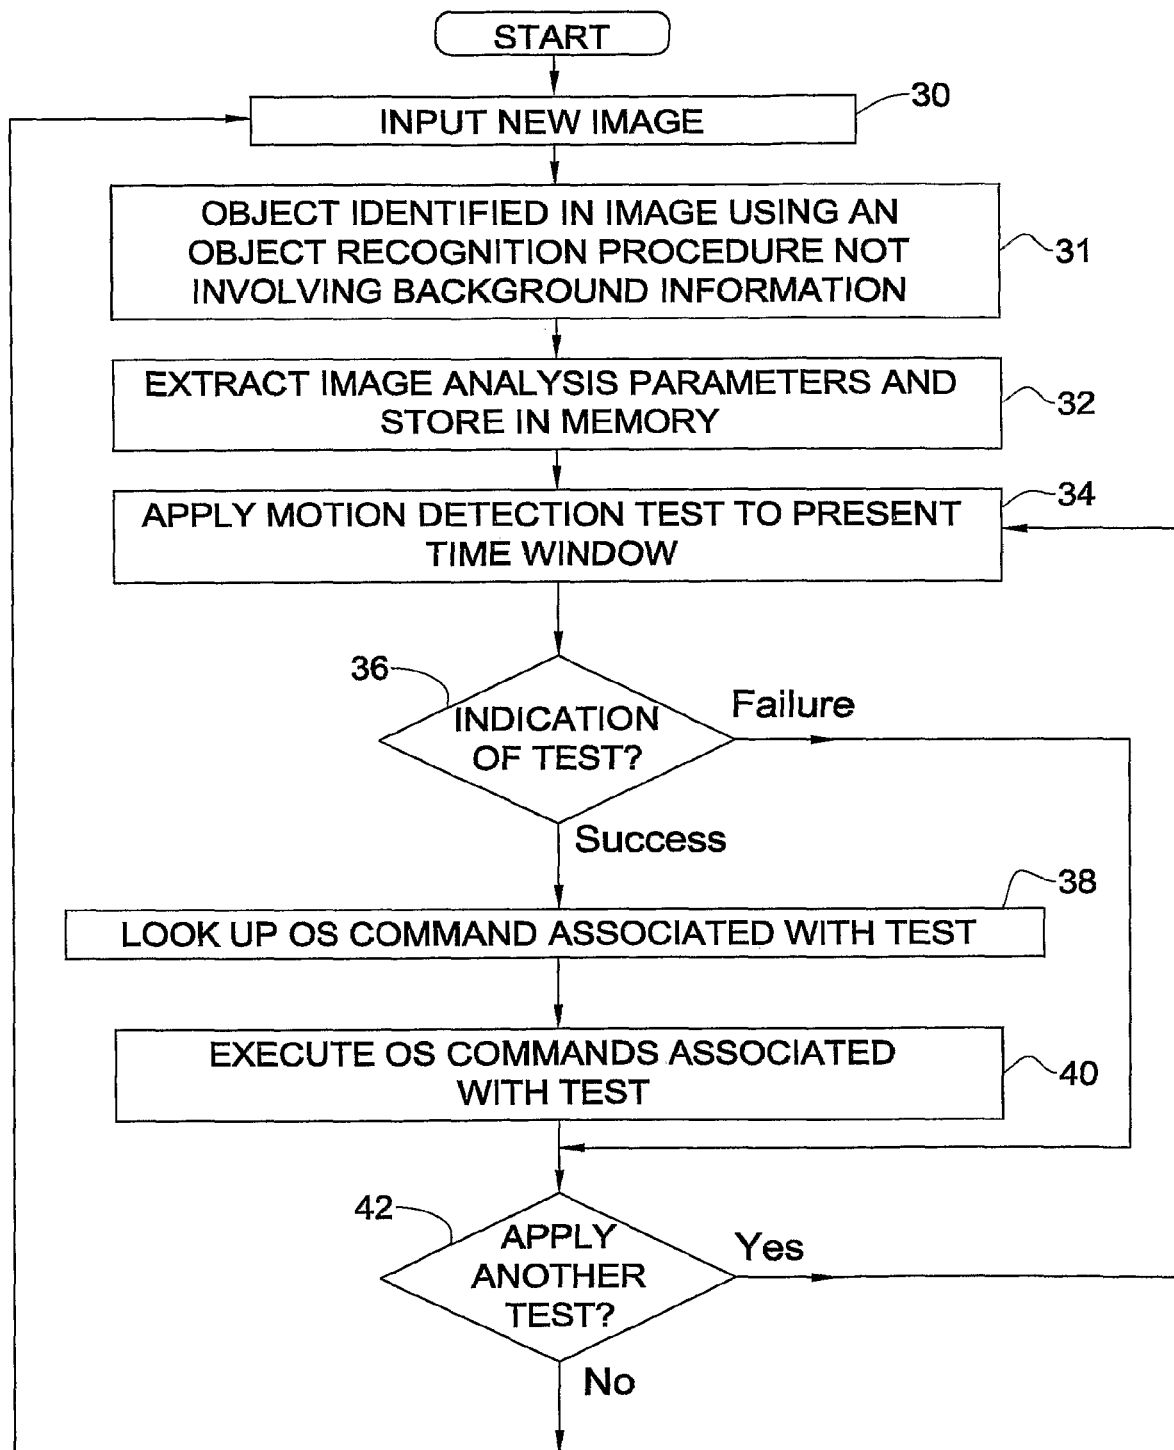 START
INPUT NEW IMAGE
30
OBJECT IDENTIFIED IN IMAGE USING AN
OBJECT RECOGNITION PROCEDURE NOT
INVOLVING BACKGROUND INFORMATION
31
EXTRACT IMAGE ANALYSIS PARAMETERS AND
STORE IN MEMORY
32
APPLY MOTION DETECTION TEST TO PRESENT
TIME WINDOW
34
36
INDICATION
OF TEST?
Failure
Success
38
LOOK UP OS COMMAND ASSOCIATED WITH TEST
EXECUTE OS COMMANDS ASSOCIATED
WITH TEST
40
42
APPLY
ANOTHER
TEST?
Yes
No